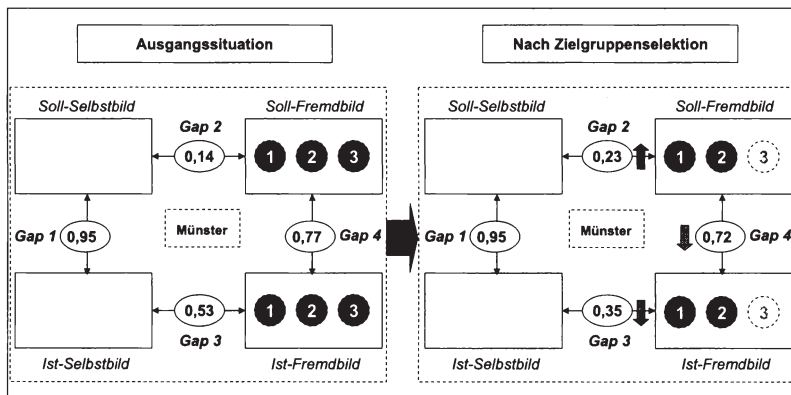 Ausgangssituation
Nach Zielgruppenselektion
Soll-Selbstbild
Soll-Fremdbild
Gap 2
0,14
1 2 3
Gap 1
0,95
Münster
0,77
Gap 4
0,53
1 2 3
Gap 3
Ist-Selbstbild
Ist-Fremdbild
Soll-Selbstbild
Soll-Fremdbild
Gap 2
0,23
1 2 3
Gap 1
0,95
Münster
0,72
Gap 4
0,35
1 2 3
Gap 3
Ist-Selbstbild
Ist-Fremdbild